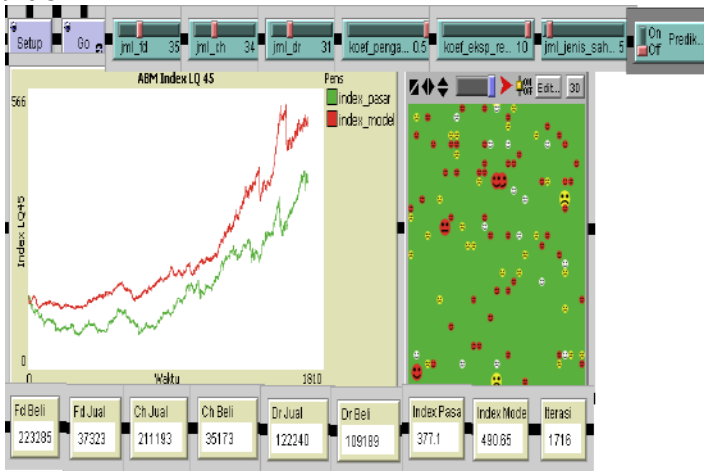 Setup
Go
jml_fd 35
jml_ch 34
jml_dr 31
koef_penga... 0.5
koef_eksp_re... 10
jml_jenis_sah... 5
On
Off
Predik...
ABM Index LQ 45
Pens
index_pasar
index_model
566
Index LQ45
0
0
Waktu
1810
ON
OFF
Edit...
3D
Fd Beli
223285
Fd Jual
37323
Ch Jual
211193
Ch Beli
35173
Dr Jual
122240
Dr Beli
109189
Index Pasa
377.1
Index Mode
490.65
Iterasi
1716